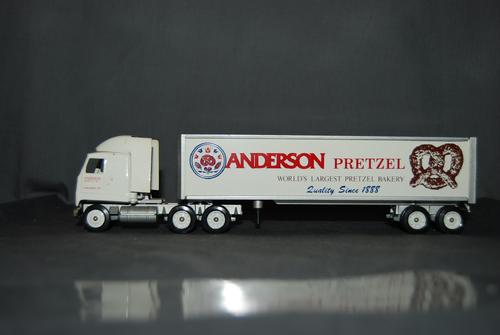 ANDERSON PRETZEL
WORLD'S LARGEST PRETZEL BAKERY
Quality Since 1888